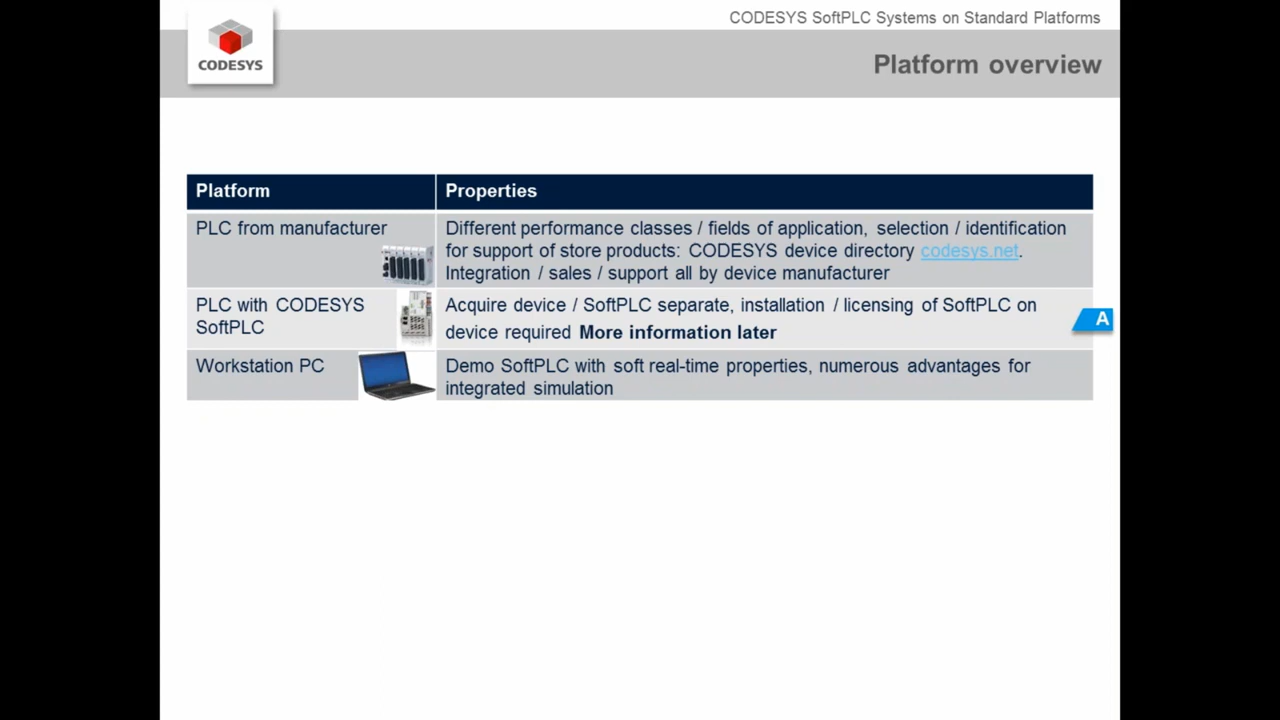 CODESYS SoftPLC Systems on Standard Platforms
CODESYS
Platform overview
Platform
Properties
PLC from manufacturer
Different performance classes / fields of application, selection / identification
for support of store products: CODESYS device directory codesys.net.
Integration / sales / support all by device manufacturer
PLC with CODESYS
SoftPLC
Acquire device / SoftPLC separate, installation / licensing of SoftPLC on
device required More information later
A
Workstation PC
Demo SoftPLC with soft real-time properties, numerous advantages for
integrated simulation